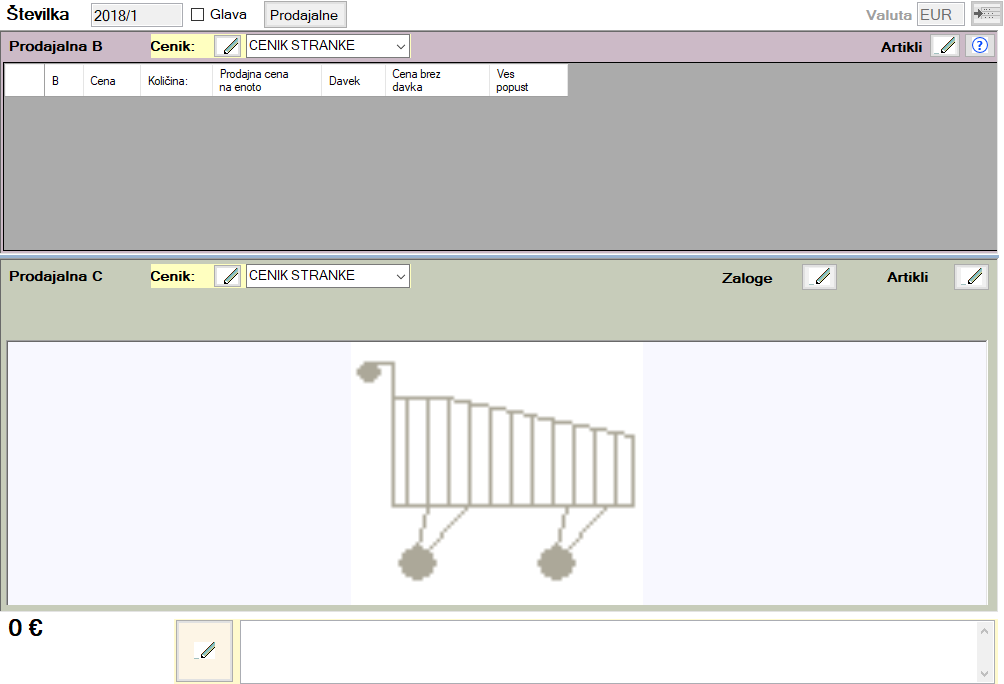 Številka 2018/1 Glava Prodajalne Valuta EUR
Prodajalna B Cenik: CENIK STRANKE Artikli ?
B Cena Količina: Prodajna cena na enoto Davek Cena brez davka Ves popust
Prodajalna C Cenik: CENIK STRANKE Zaloge Artikli
0 €